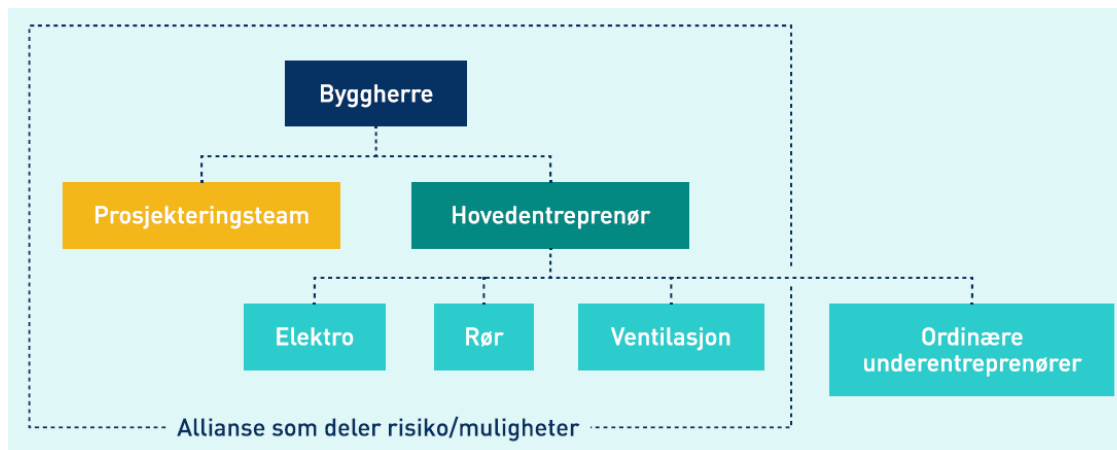 Byggherre
Prosjekteringsteam
Hovedentreprenør
Elektro
Rør
Ventilasjon
Ordinære
underentreprenører
Allianse som deler risiko/muligheter